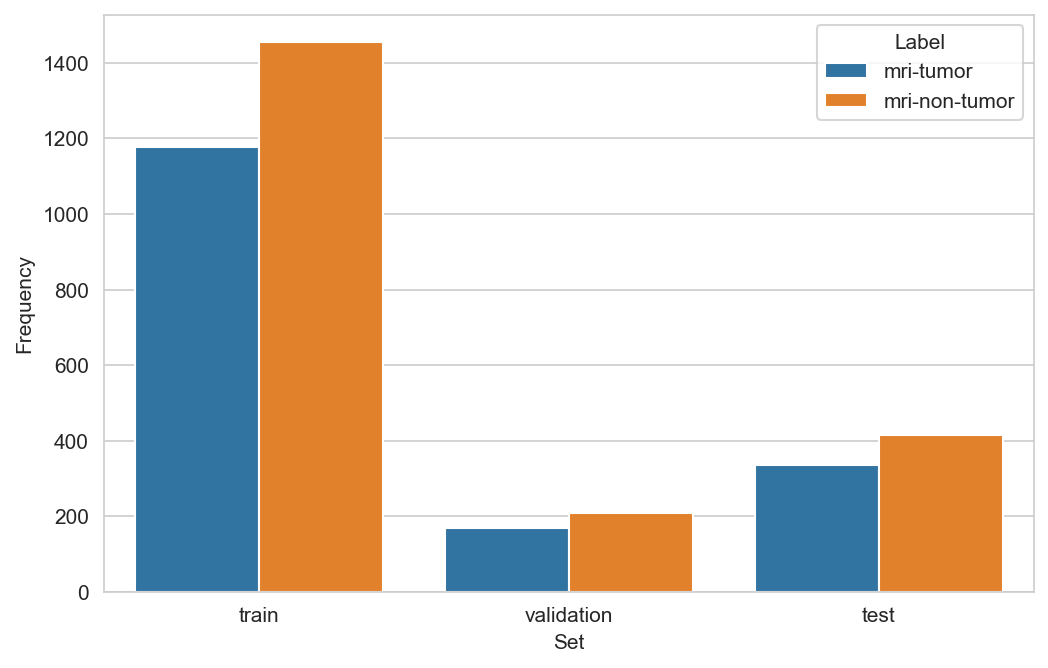 Label
mri-tumor
mri-non-tumor
Frequency
1400
1200
1000
800
600
400
200
0
train validation test
Set